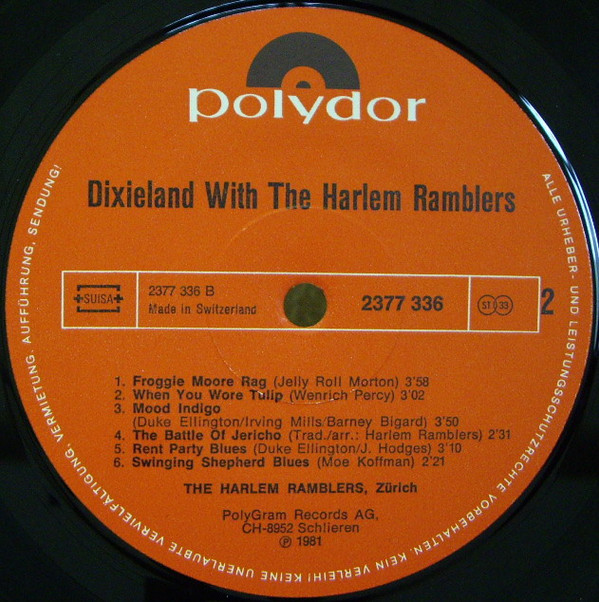 polydor
Dixieland With The Harlem Ramblers
SUISA
2377 336 B
Made in Switzerland
2377 336
ST 33
2
1. Froggie Moore Rag (Jelly Roll Morton) 3'58
2. When You Wore Tulip (Wenrich Percy) 3'02
3. Mood Indigo
(Duke Ellington/Irving Mills/Barney Bigard) 3'50
4. The Battle Of Jericho (Trad./arr.: Harlem Ramblers) 2'31
5. Rent Party Blues (Duke Ellington/J. Hodges) 3'10
6. Swinging Shepherd Blues (Moe Koffman) 2'21
THE HARLEM RAMBLERS, Zürich
PolyGram Records AG,
CH-8952 Schlieren
℗ 1981
ALLE URHEBER- UND LEISTUNGSSCHUTZRECHTE VORBEHALTEN. KEIN VERLEIH! KEINE UNERLAUBTE VERVIELFÄLTIGUNG, VERMIETUNG, AUFFÜHRUNG, SENDUNG!